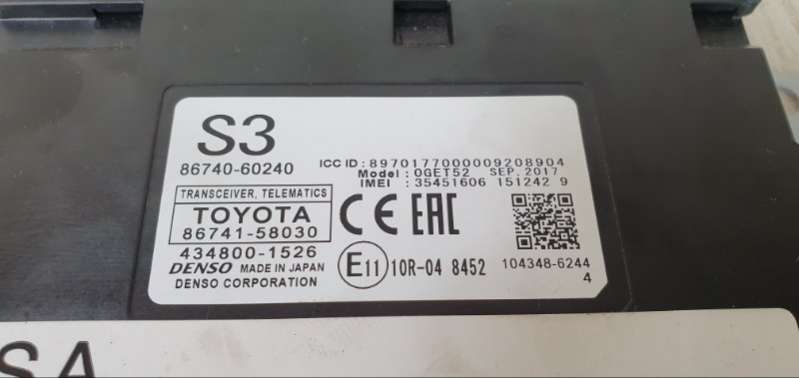 S3
86740-60240
ICC ID : 8970177000009208904
Model : 0GET52 SEP. 2017
IMEI : 35451606 151242 9
TRANSCEIVER, TELEMATICS
TOYOTA
86741-58030
434800-1526
DENSO MADE IN JAPAN
DENSO CORPORATION
CE EAC
E11 10R-04 8452
104348-6244
4
SA